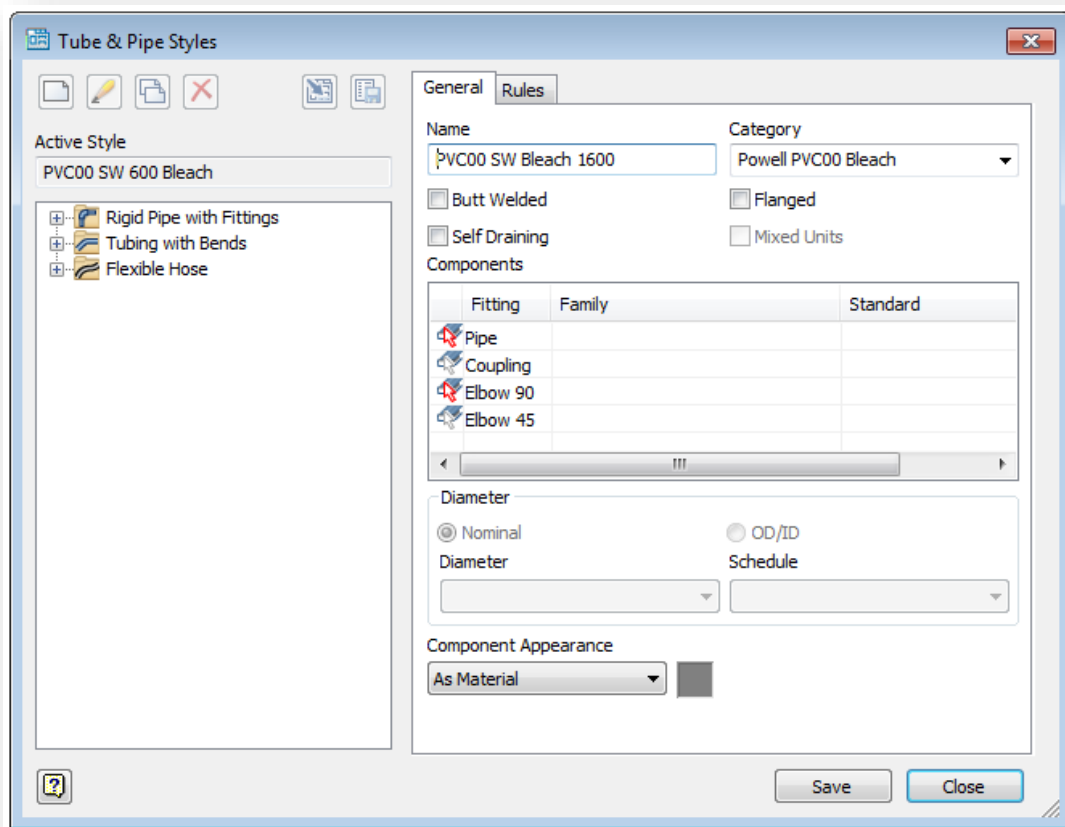 Tube & Pipe Styles
General Rules
Active Style
PVC00 SW 600 Bleach
Rigid Pipe with Fittings
Tubing with Bends
Flexible Hose
Name Category
PVC00 SW Bleach 1600 Powell PVC00 Bleach
Butt Welded Flanged
Self Draining Mixed Units
Components
Fitting Family Standard
Pipe
Coupling
Elbow 90
Elbow 45
Diameter
Nominal OD/ID
Diameter Schedule
Component Appearance
As Material
Save Close